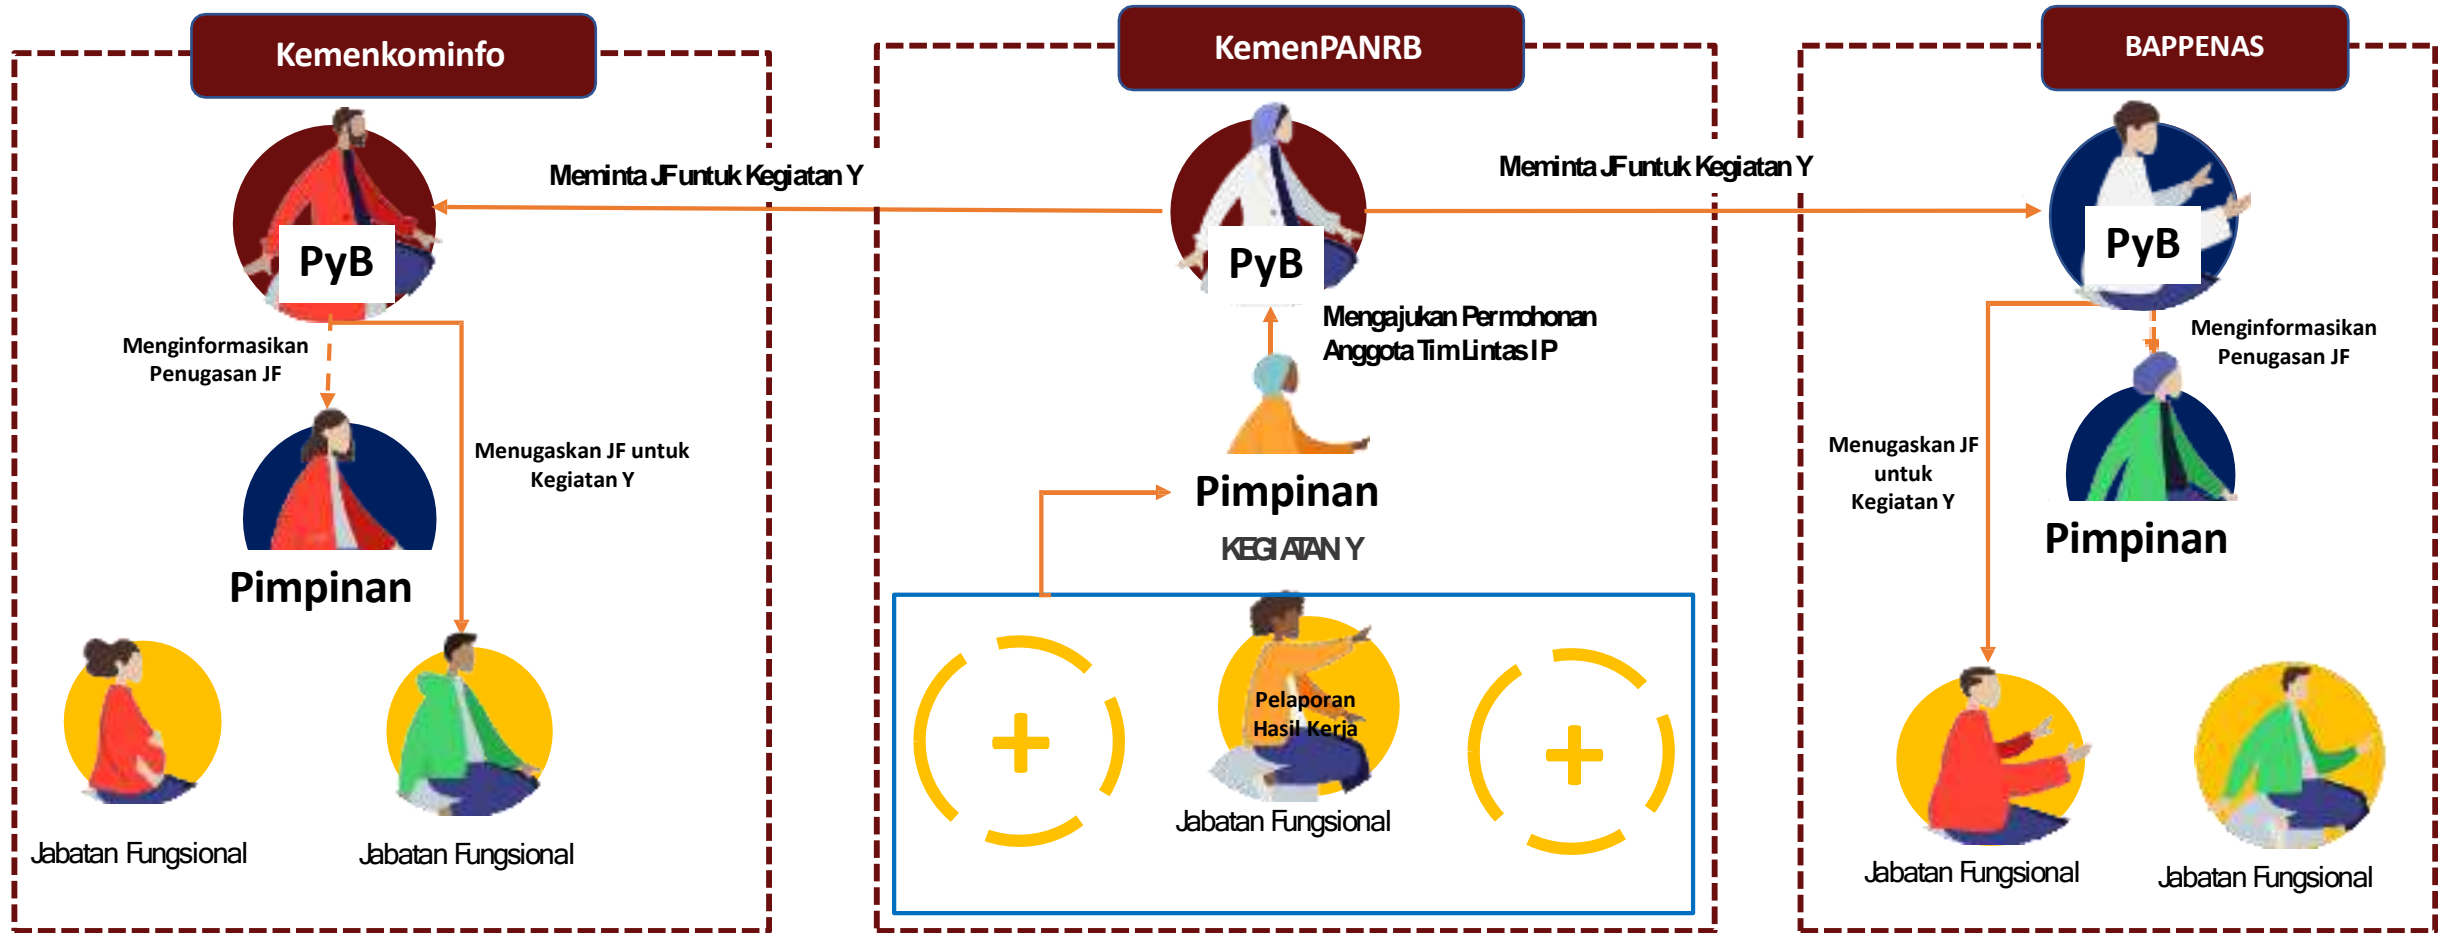 Kemenkominfo
PyB
Menginformasikan
Penugasan JF
Menugaskan JF untuk
Kegiatan Y
Pimpinan
Jabatan Fungsional
Jabatan Fungsional
Meminta JF untuk Kegiatan Y
KemenPANRB
PyB
Mengajukan Permohonan
Anggota Tim Lintas IP
Pimpinan
KEGIATAN Y
Pelaporan
Hasil Kerja
Jabatan Fungsional
Meminta JF untuk Kegiatan Y
BAPPENAS
PyB
Menginformasikan
Penugasan JF
Menugaskan JF
untuk
Kegiatan Y
Pimpinan
Jabatan Fungsional
Jabatan Fungsional